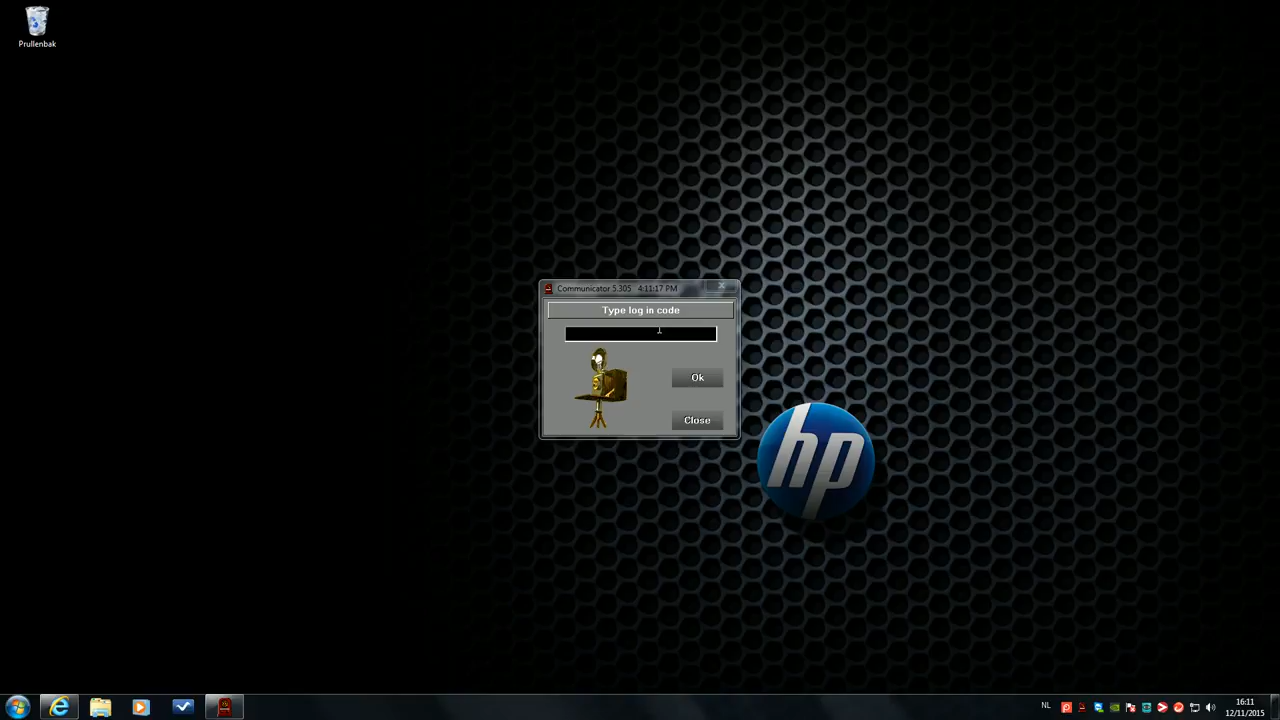 Prullenbak
Communicator 5.305 4:11:17 PM
Type log in code
Ok
Close
hp
NL
16:11
12/11/2015